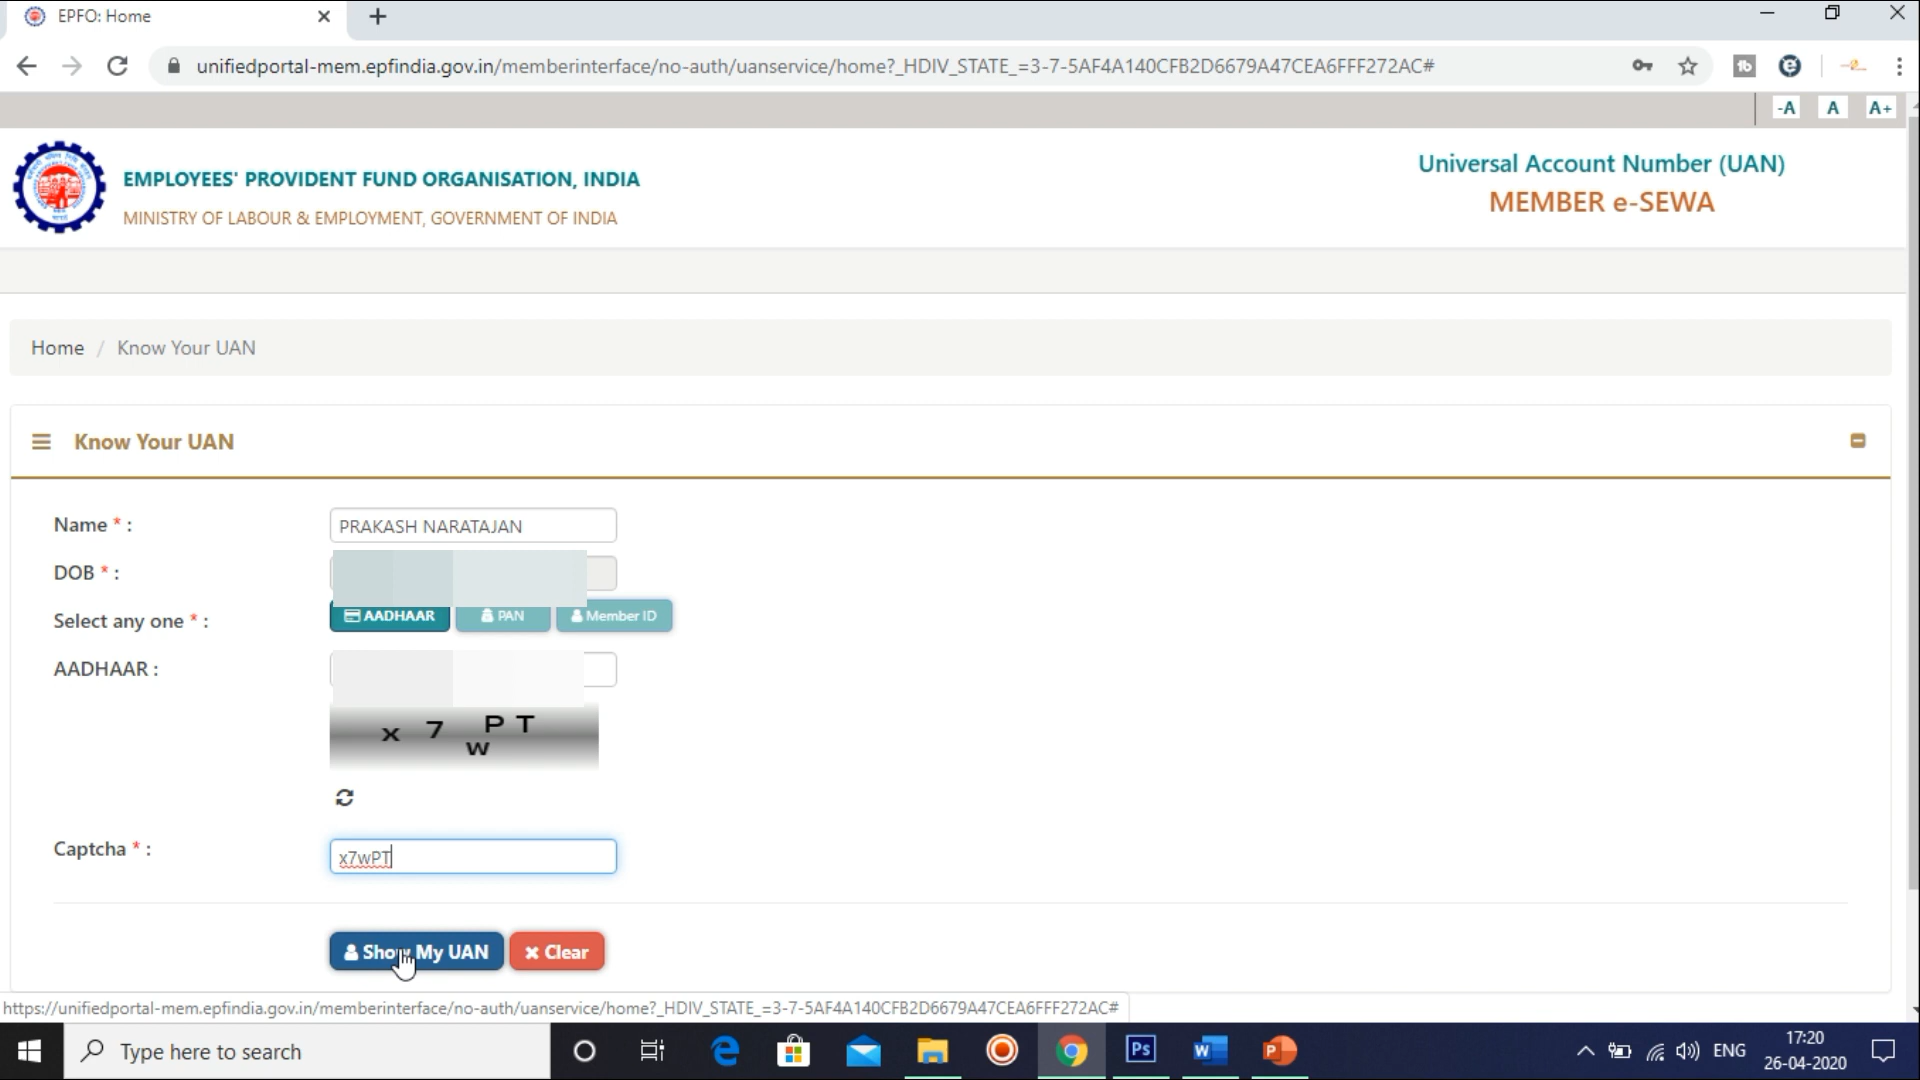 EPFO: Home
unifiedportal-mem.epfindia.gov.in/memberinterface/no-auth/uanservice/home?_HDIV_STATE_=3-7-5AF4A140CFB2D6679A47CEA6FFF272AC#
-A A A+
EMPLOYEES' PROVIDENT FUND ORGANISATION, INDIA
MINISTRY OF LABOUR & EMPLOYMENT, GOVERNMENT OF INDIA
Universal Account Number (UAN)
MEMBER e-SEWA
Home / Know Your UAN
Know Your UAN
Name * : PRAKASH NARATAJAN
DOB * :
Select any one * : AADHAAR PAN Member ID
AADHAAR :
x 7 w P T
Captcha * : x7wPT
Show My UAN Clear
https://unifiedportal-mem.epfindia.gov.in/memberinterface/no-auth/uanservice/home?_HDIV_STATE_=3-7-5AF4A140CFB2D6679A47CEA6FFF272AC#
Type here to search
ENG
17:20
26-04-2020